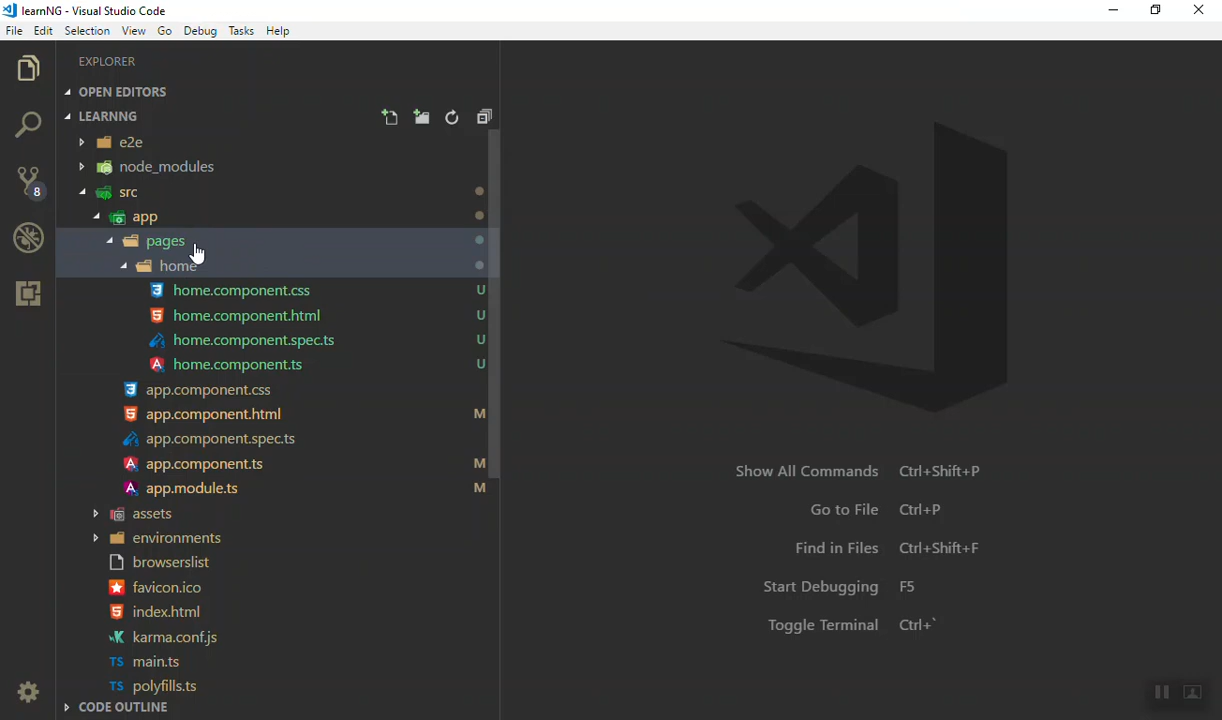 learnNG - Visual Studio Code
File Edit Selection View Go Debug Tasks Help
EXPLORER
OPEN EDITORS
LEARNNG
e2e
node_modules
src
app
pages
home
home.component.css U
home.component.html U
home.component.spec.ts U
home.component.ts U
app.component.css
app.component.html M
app.component.spec.ts
app.component.ts M
app.module.ts M
assets
environments
browserslist
favicon.ico
index.html
karma.conf.js
TS main.ts
TS polyfills.ts
CODE OUTLINE
8
Show All Commands Ctrl+Shift+P
Go to File Ctrl+P
Find in Files Ctrl+Shift+F
Start Debugging F5
Toggle Terminal Ctrl+`